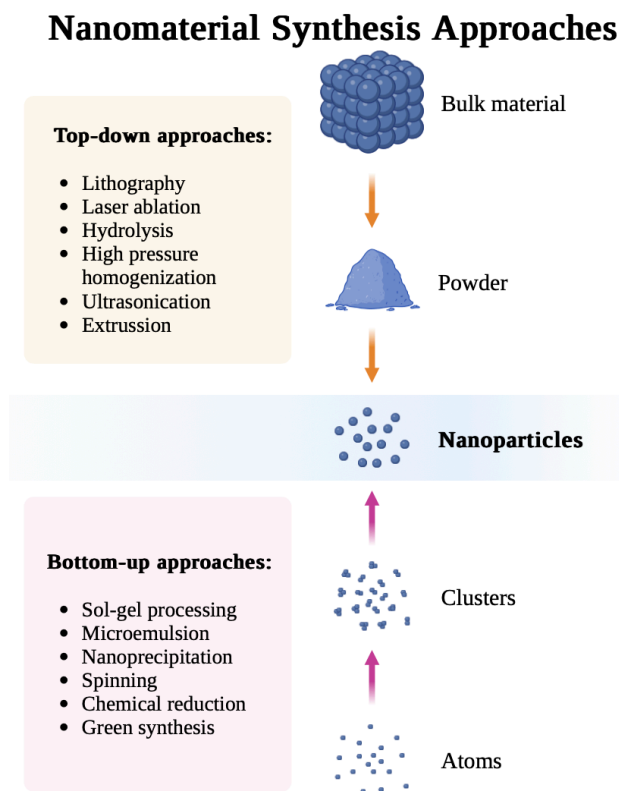 Nanomaterial Synthesis Approaches
Bulk material
Top-down approaches:
• Lithography
• Laser ablation
• Hydrolysis
• High pressure
homogenization
• Ultrasonication
• Extrussion
Powder
Nanoparticles
Bottom-up approaches:
• Sol-gel processing
• Microemulsion
• Nanoprecipitation
• Spinning
• Chemical reduction
• Green synthesis
Clusters
Atoms